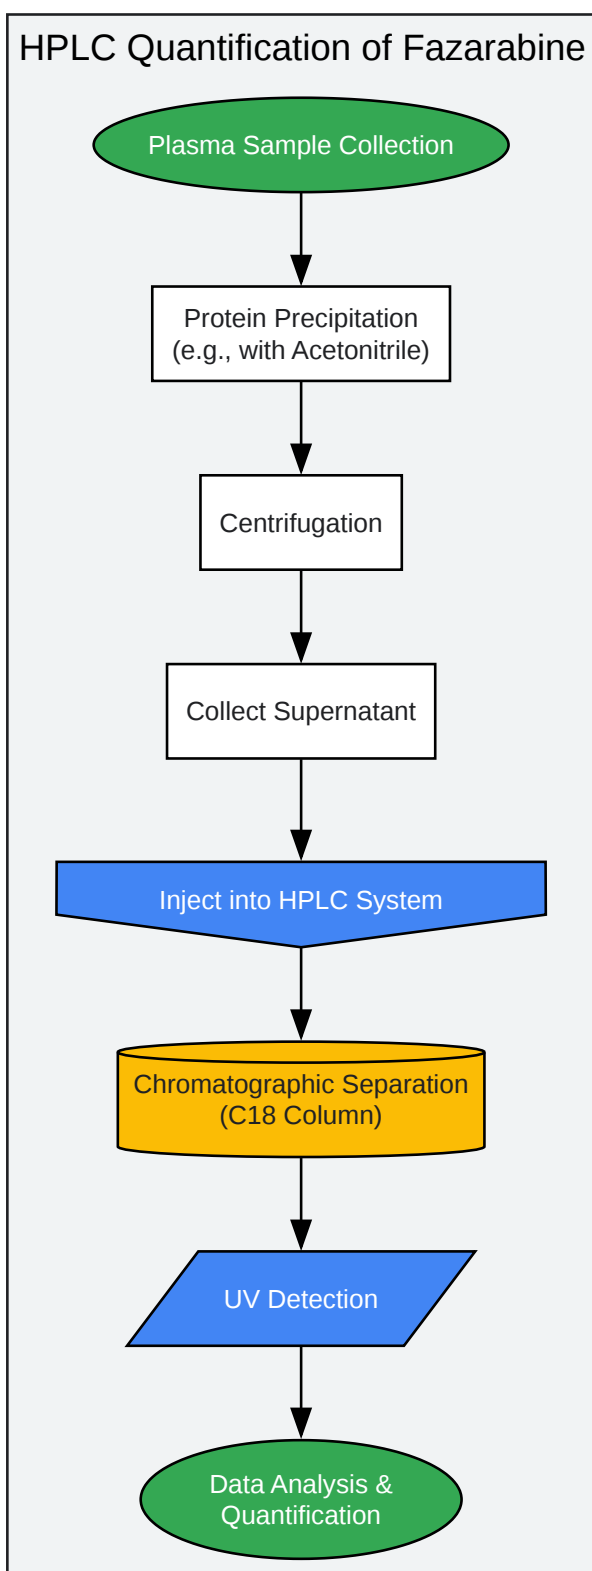 HPLC Quantification of Fazarabine
Plasma Sample Collection
Protein Precipitation
(e.g., with Acetonitrile)
Centrifugation
Collect Supernatant
Inject into HPLC System
Chromatographic Separation
(C18 Column)
UV Detection
Data Analysis &
Quantification